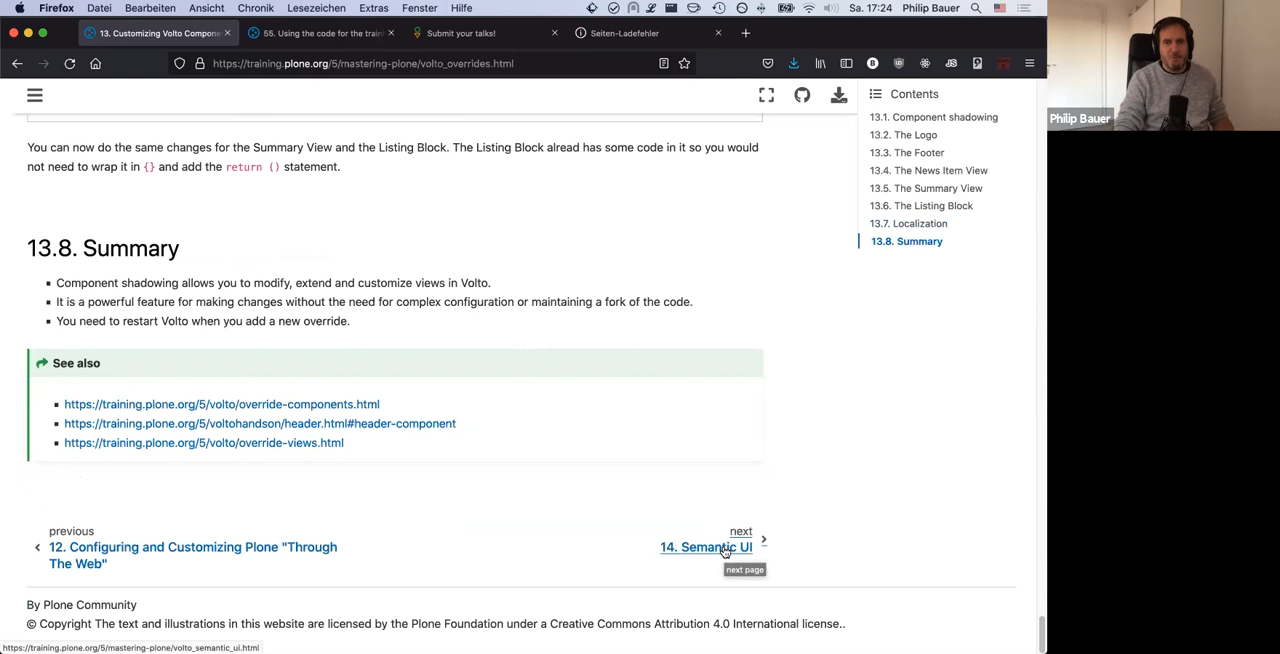 Firefox Datei Bearbeiten Ansicht Chronik Lesezeichen Extras Fenster Hilfe Sa. 17:24 Philip Bauer
13. Customizing Volto Compone
55. Using the code for the train
Submit your talks!
Seiten-Ladefehler
https://training.plone.org/5/mastering-plone/volto_overrides.html
Contents
Philip Bauer
13.1. Component shadowing
13.2. The Logo
13.3. The Footer
13.4. The News Item View
13.5. The Summary View
13.6. The Listing Block
13.7. Localization
13.8. Summary
You can now do the same changes for the Summary View and the Listing Block. The Listing Block alread has some code in it so you would
not need to wrap it in {} and add the return () statement.
13.8. Summary
Component shadowing allows you to modify, extend and customize views in Volto.
It is a powerful feature for making changes without the need for complex configuration or maintaining a fork of the code.
You need to restart Volto when you add a new override.
See also
https://training.plone.org/5/volto/override-components.html
https://training.plone.org/5/voltohandson/header.html#header-component
https://training.plone.org/5/volto/override-views.html
previous
12. Configuring and Customizing Plone "Through
The Web"
next
14. Semantic UI
next page
By Plone Community
© Copyright The text and illustrations in this website are licensed by the Plone Foundation under a Creative Commons Attribution 4.0 International license..
https://training.plone.org/5/mastering-plone/volto_semantic_ui.html